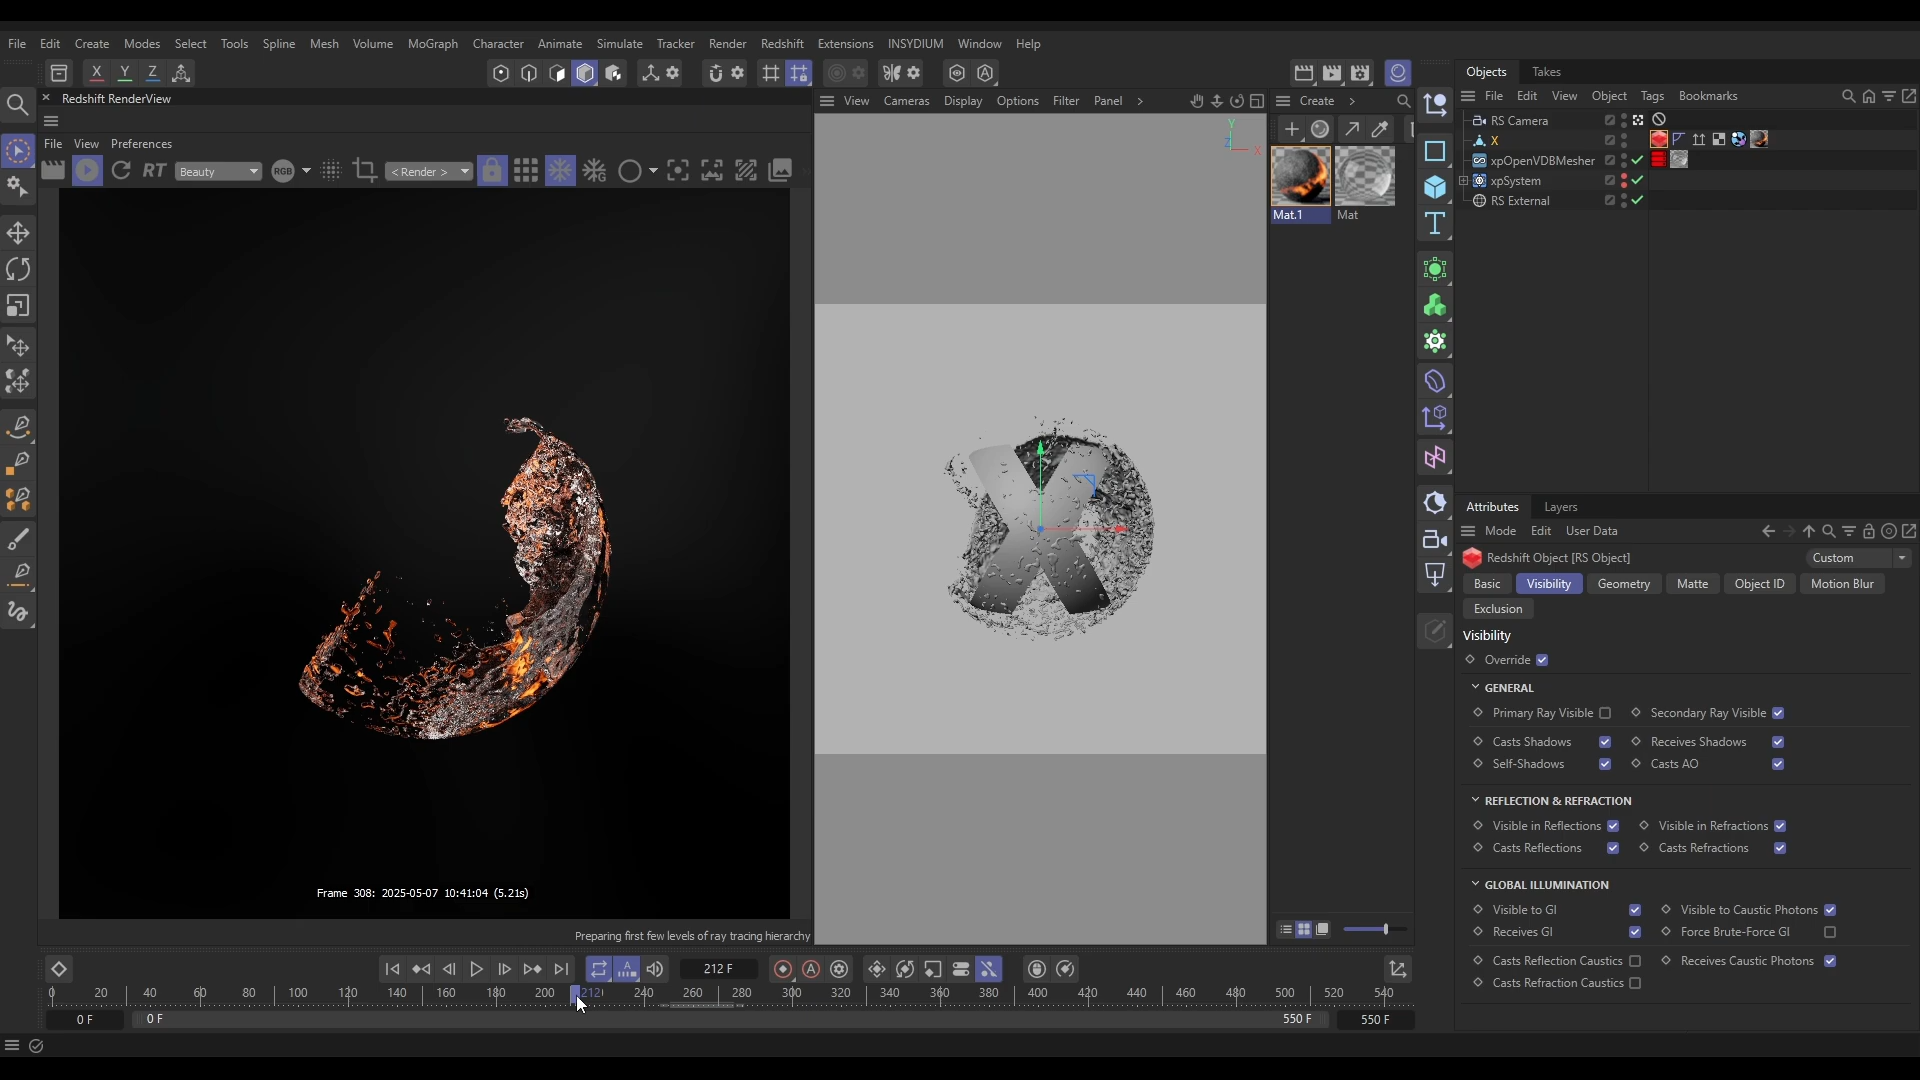 File Edit Create Modes Select Tools Spline Mesh Volume MoGraph Character Animate Simulate Tracker Render Redshift Extensions INSYDIUM Window Help
X Y Z
Objects Takes
Redshift RenderView
View Cameras Display Options Filter Panel
Create
File Edit View Object Tags Bookmarks
File View Preferences
RT Beauty RGB < Render >
Y
Z X
Mat.1 Mat
RS Camera
X
xpOpenVDBMesher
xpSystem
RS External
Attributes Layers
Mode Edit User Data
Redshift Object [RS Object] Custom
Basic Visibility Geometry Matte Object ID Motion Blur
Exclusion
Visibility
Override
GENERAL
Primary Ray Visible Secondary Ray Visible
Casts Shadows Receives Shadows
Self-Shadows Casts AO
REFLECTION & REFRACTION
Visible in Reflections Visible in Refractions
Casts Reflections Casts Refractions
GLOBAL ILLUMINATION
Visible to GI Visible to Caustic Photons
Receives GI Force Brute-Force GI
Casts Reflection Caustics Receives Caustic Photons
Casts Refraction Caustics
Frame 308: 2025-05-07 10:41:04 (5.21s)
Preparing first few levels of ray tracing hierarchy
212 F
0 20 40 60 80 100 120 140 160 180 200 212 240 260 280 300 320 340 360 380 400 420 440 460 480 500 520 540
0 F 0 F 550 F 550 F